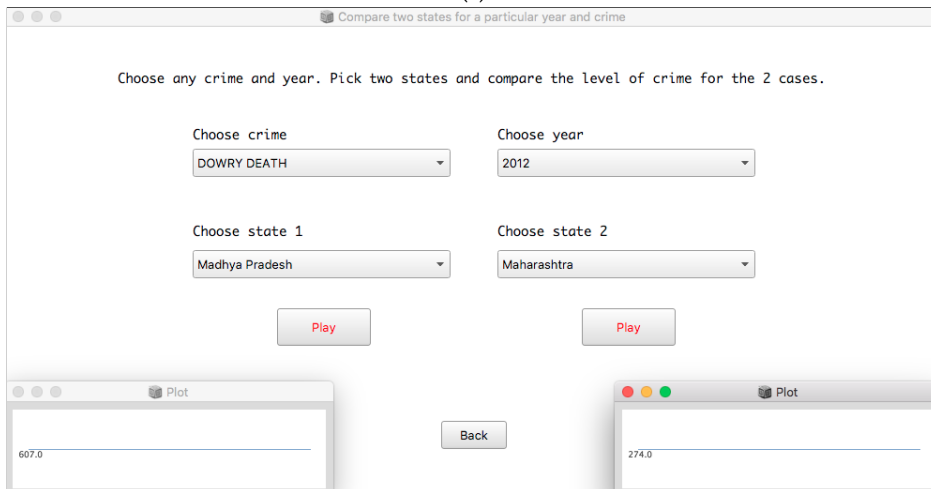 Compare two states for a particular year and crime
Choose any crime and year. Pick two states and compare the level of crime for the 2 cases.
Choose crime
Choose year
DOWRY DEATH
2012
Choose state 1
Choose state 2
Madhya Pradesh
Maharashtra
Play
Play
Plot
Plot
Back
607.0
274.0